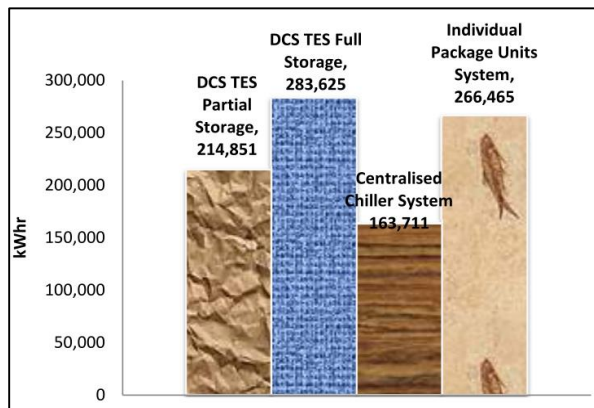 Individual
Package Units
System,
266,465
DCS TES Full
Storage,
283,625
DCS TES
Partial
Storage,
214,851
Centralised
Chiller System
163,711
300,000
250,000
200,000
150,000
100,000
50,000
0
kWhr